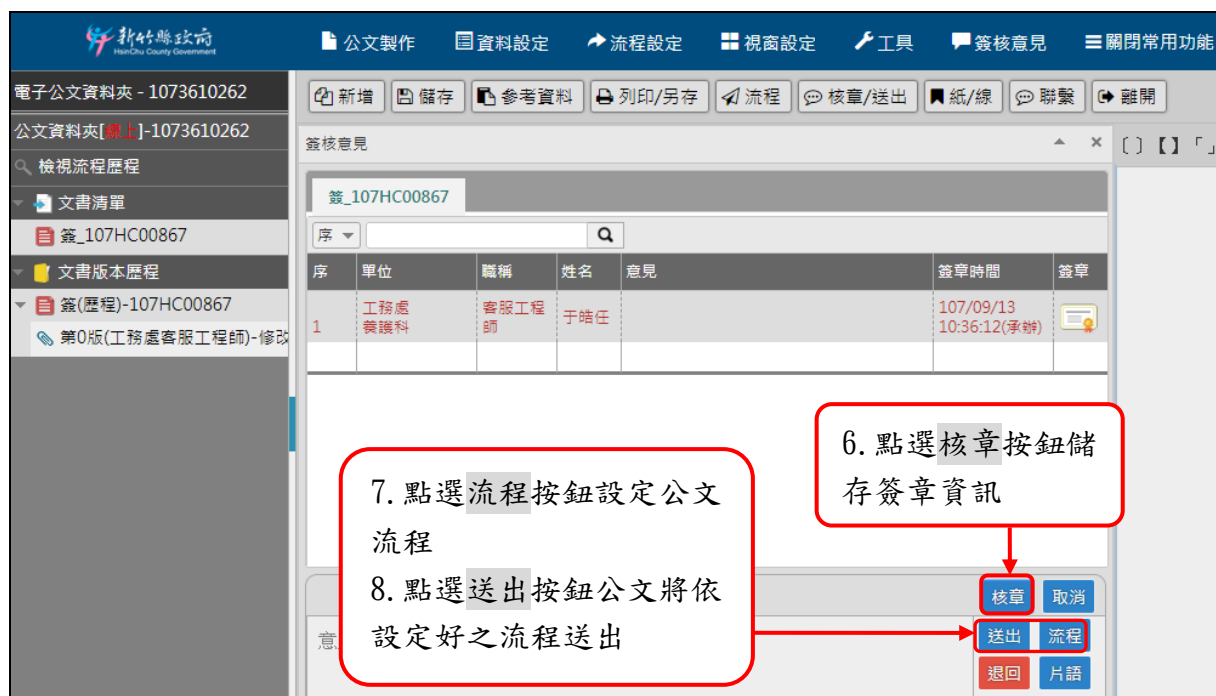 新竹縣政府
HsinChu County Government
公文製作 資料設定 流程設定 視窗設定 工具 簽核意見 關閉常用功能
電子公文資料夾 - 1073610262
新增 儲存 參考資料 列印/另存 流程 核章/送出 紙/線 聯繫 離開
公文資料夾[線上]-1073610262
簽核意見
〔〕【】「」
檢視流程歷程
文書清單
簽_107HC00867
簽_107HC00867
序
文書版本歷程
序 單位 職稱 姓名 意見 簽章時間 簽章
簽(歷程)-107HC00867
第0版(工務處客服工程師)-修改
1 工務處 客服工程 于皓任 107/09/13
養護科 師 10:36:12(承辦)
6.點選核章按鈕儲
存簽章資訊
7.點選流程按鈕設定公文
流程
8.點選送出按鈕公文將依
設定好之流程送出
核章 取消
意
送出 流程
退回 片語